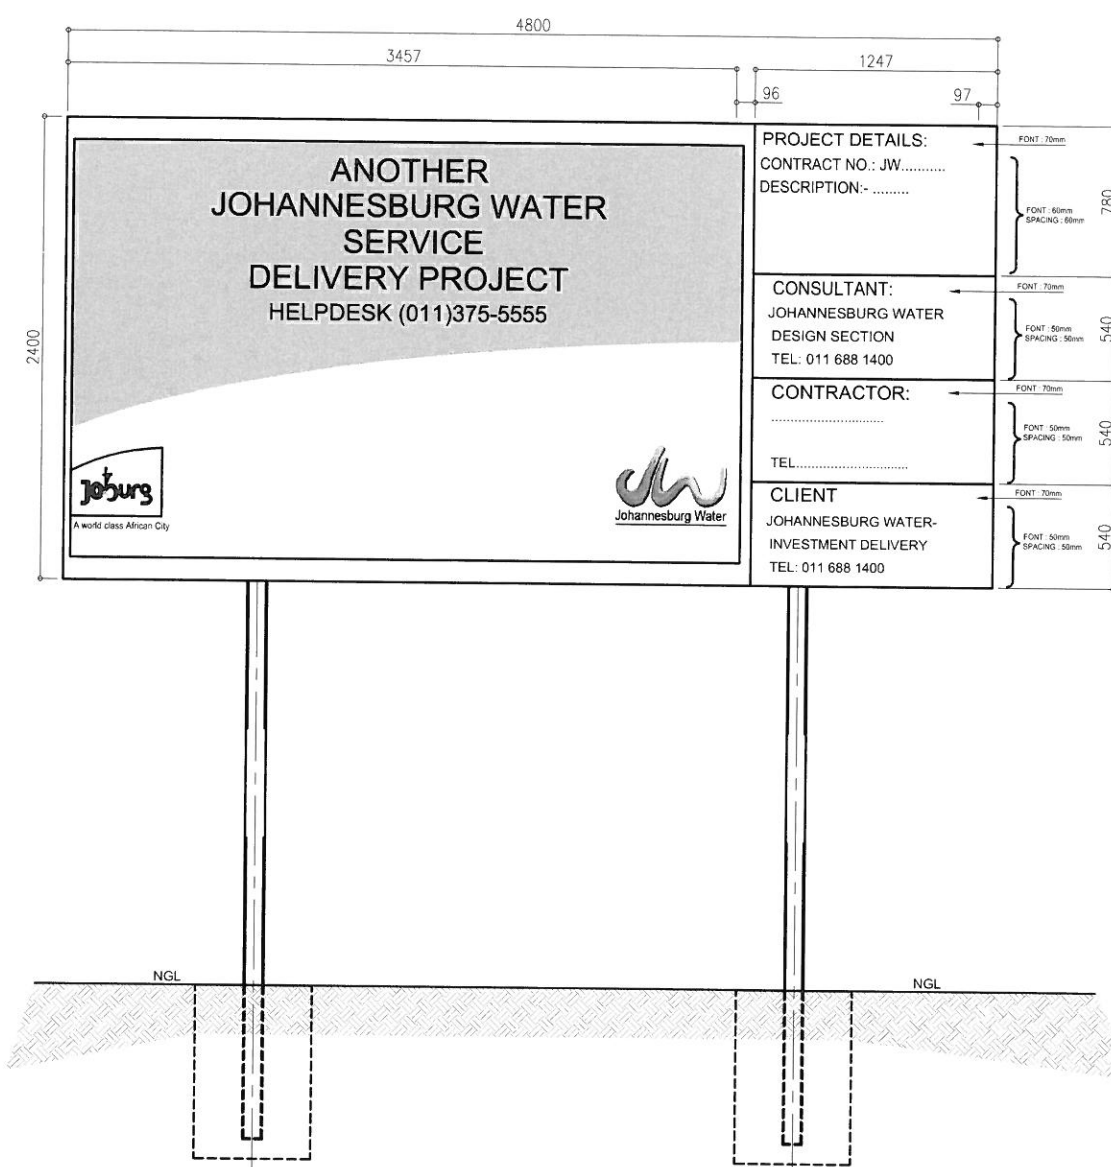 4800
3457
1247
96
97
2400
ANOTHER
JOHANNESBURG WATER
SERVICE
DELIVERY PROJECT
HELPDESK (011)375-5555
Joburg
A world class African City
JW
Johannesburg Water
PROJECT DETAILS:
CONTRACT NO.: JW...........
DESCRIPTION:- .........
FONT : 70mm
FONT : 60mm
SPACING : 60mm
780
CONSULTANT:
JOHANNESBURG WATER
DESIGN SECTION
TEL: 011 688 1400
FONT : 70mm
FONT : 50mm
SPACING : 50mm
540
CONTRACTOR:
............................
TEL............................
FONT : 70mm
FONT : 50mm
SPACING : 50mm
540
CLIENT
JOHANNESBURG WATER-
INVESTMENT DELIVERY
TEL: 011 688 1400
FONT : 70mm
FONT : 50mm
SPACING : 50mm
540
NGL
NGL